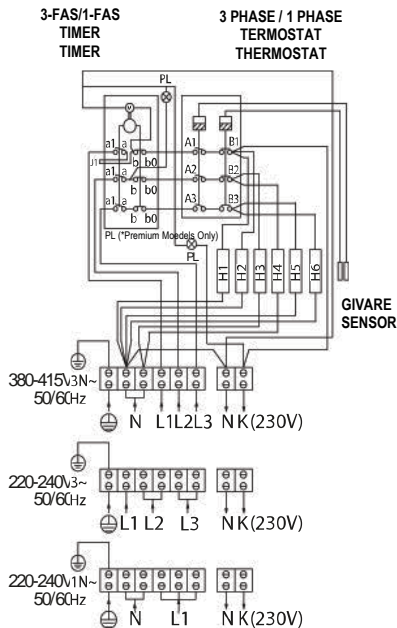 3-FAS/1-FAS
TIMER
TIMER
3 PHASE / 1 PHASE
TERMOSTAT
THERMOSTAT
PL
a1 a
J1
b b0
A1
B1
a1 a
b b0
A2
B2
a1 a
b b0
A3
B3
PL (*Premium Moedels Only)
PL
H1
H2
H3
H4
H5
H6
GIVARE
SENSOR
380-415V3N~
50/60Hz
N L1L2L3 N K(230V)
220-240V3~
50/60Hz
L1 L2 L3 N K(230V)
220-240V1N~
50/60Hz
N L1 N K(230V)